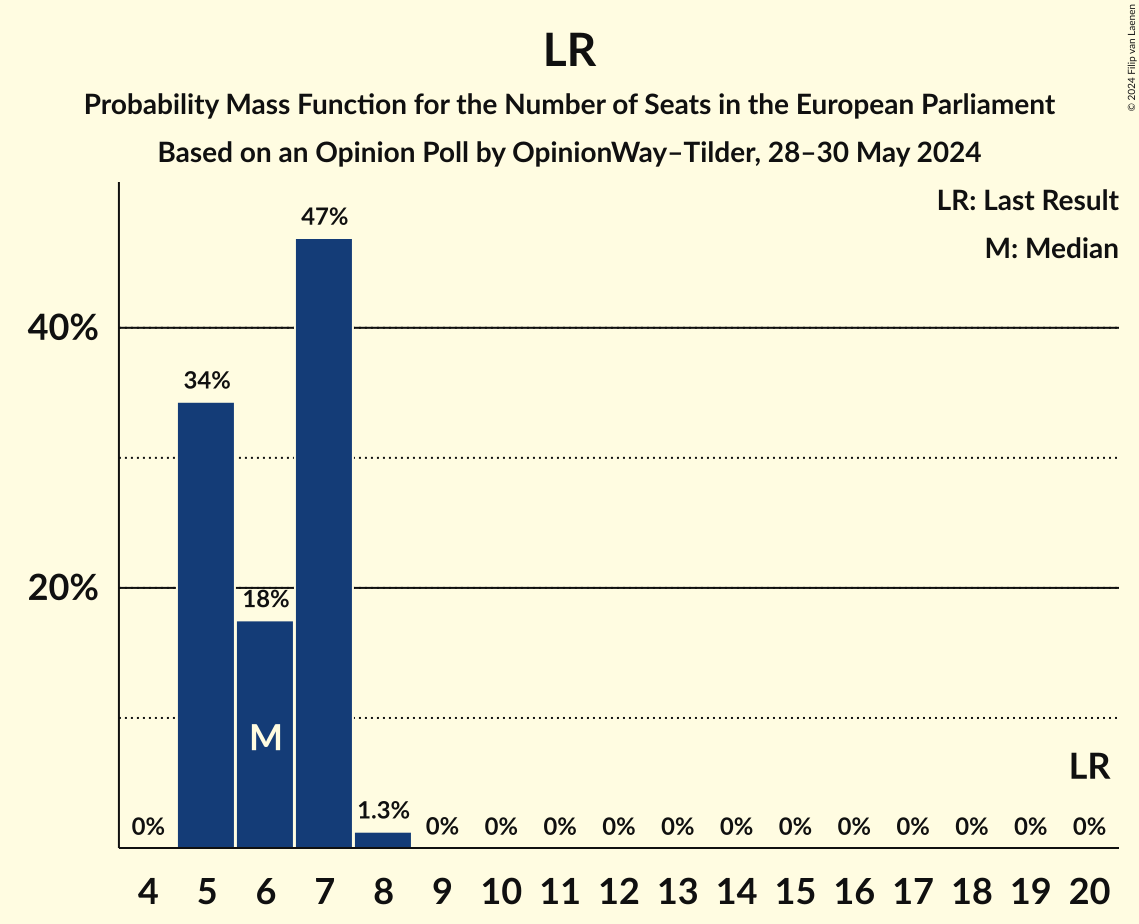 LR
Probability Mass Function for the Number of Seats in the European Parliament
Based on an Opinion Poll by OpinionWay–Tilder, 28–30 May 2024
© 2024 Filip van Laenen
LR: Last Result
M: Median
47%
40%
34%
20%
18%
M
LR
0% 1.3% 0% 0% 0% 0% 0% 0% 0% 0% 0% 0% 0% 0%
4 5 6 7 8 9 10 11 12 13 14 15 16 17 18 19 20